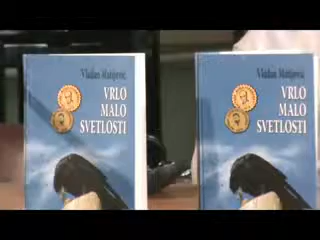 Vladan Matijević
VRLO
MALO
SVETLOSTI
Vladan Matijević
VRLO
MALO
SVETLOSTI